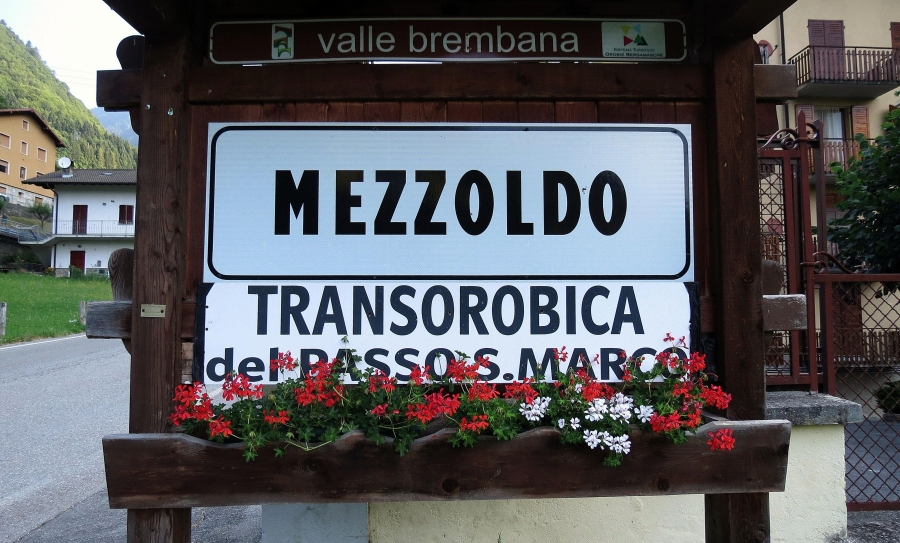 valle brembana
MEZZOLDO
TRANSOROBICA
del PASSO S. MARCO